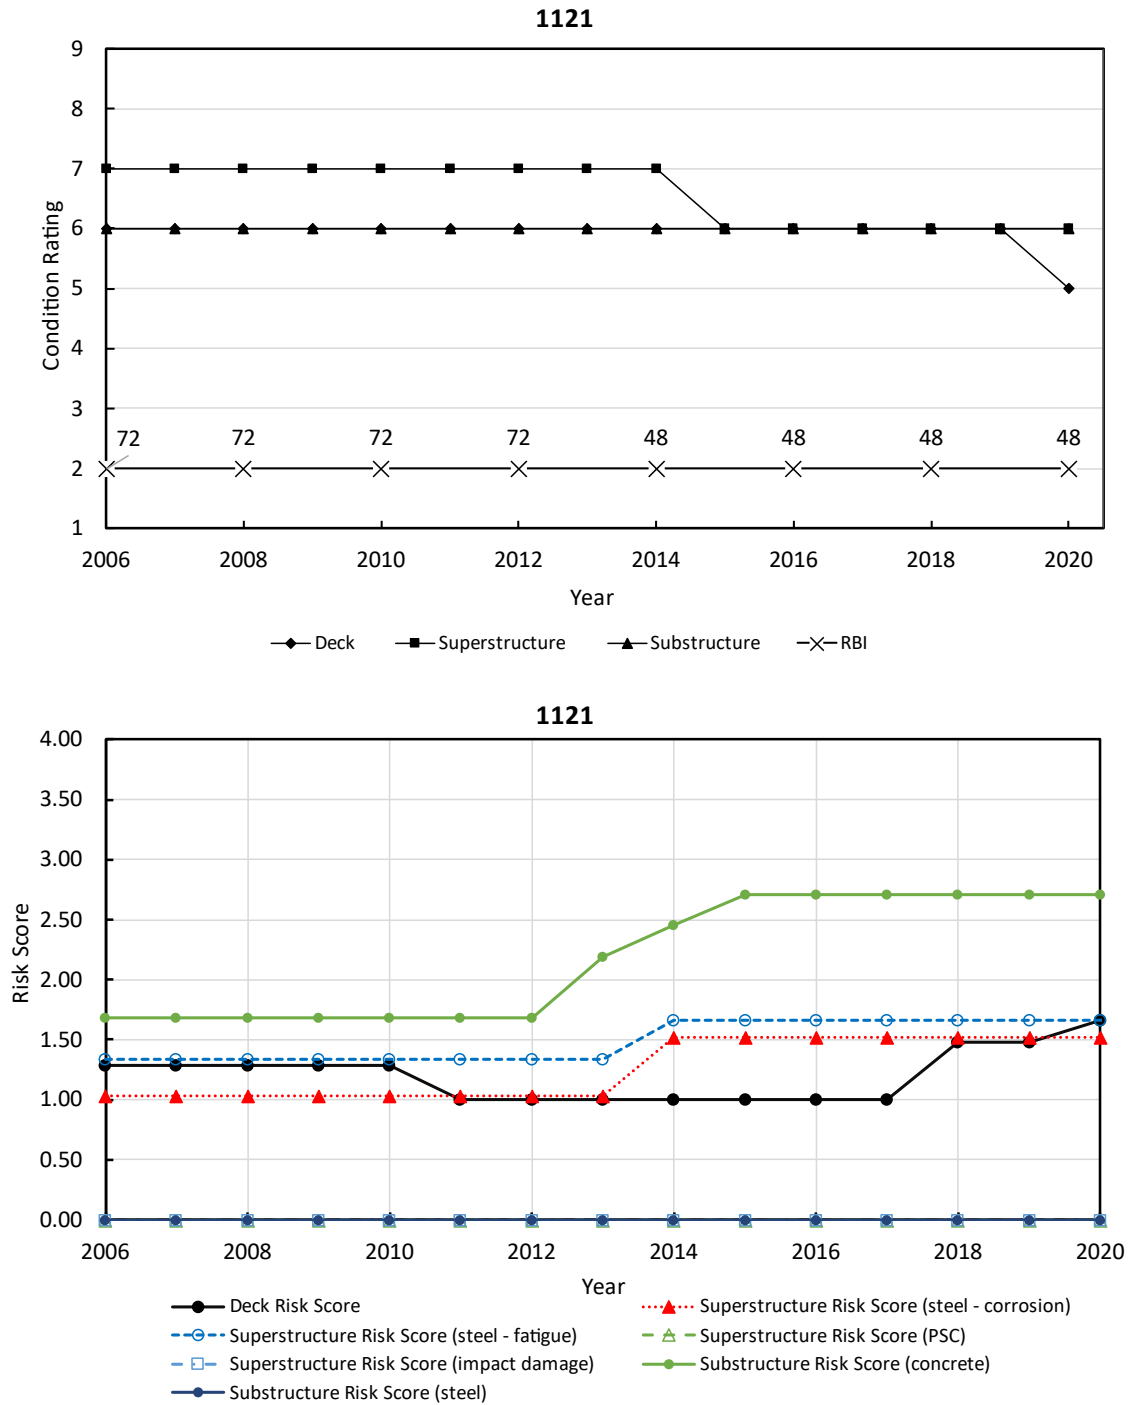 1121
9
8
7
6
5
4
3
2
1
Condition Rating
72 72 72 72 48 48 48 48
2006 2008 2010 2012 2014 2016 2018 2020
Year
Deck Superstructure Substructure RBI
1121
4.00
3.50
3.00
2.50
2.00
1.50
1.00
0.50
0.00
Risk Score
2006 2008 2010 2012 2014 2016 2018 2020
Year
Deck Risk Score Superstructure Risk Score (steel - corrosion)
Superstructure Risk Score (steel - fatigue) Superstructure Risk Score (PSC)
Superstructure Risk Score (impact damage) Substructure Risk Score (concrete)
Substructure Risk Score (steel)